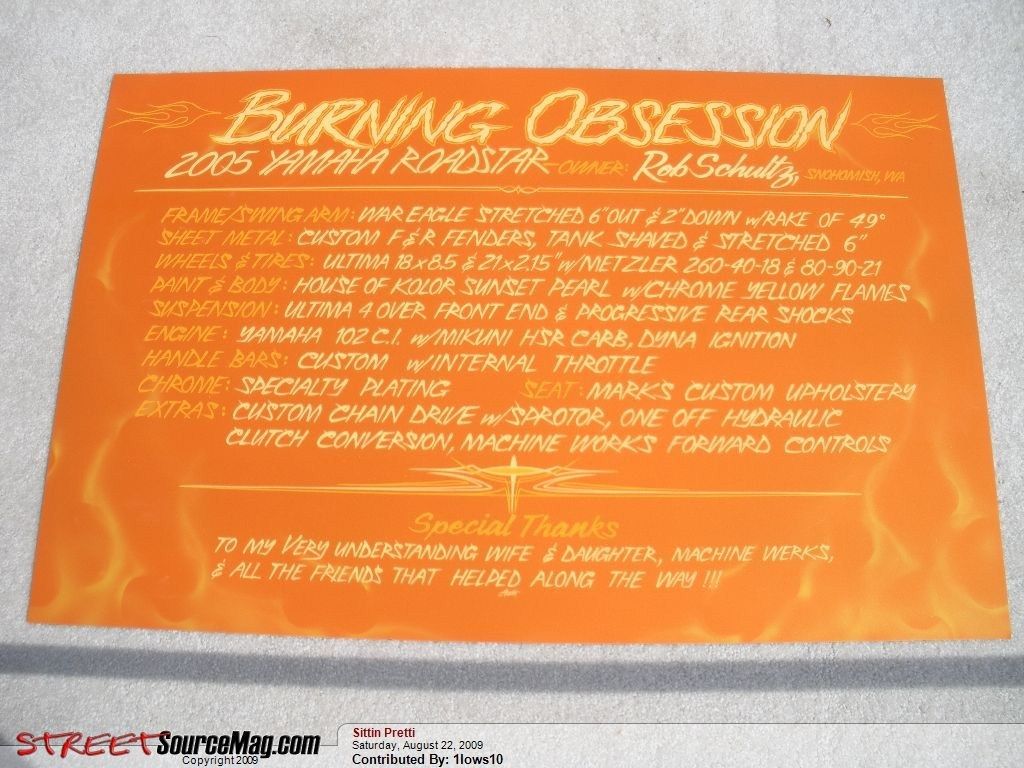 BURNING OBSESSION
2005 YAMAHA ROADSTAR - OWNER: Rob Schultz, SNOHOMISH, WA
FRAME/SWING ARM: WAR EAGLE STRETCHED 6" OUT & 2" DOWN w/RAKE OF 49°
SHEET METAL: CUSTOM F & R FENDERS, TANK SHAVED & STRETCHED 6"
WHEELS & TIRES: ULTIMA 18x8.5 & 21x2.15" w/METZLER 260-40-18 & 80-90-21
PAINT & BODY: HOUSE OF KOLOR SUNSET PEARL w/CHROME YELLOW FLAMES
SUSPENSION: ULTIMA 4 OVER FRONT END & PROGRESSIVE REAR SHOCKS
ENGINE: YAMAHA 102 C.I. w/MIKUNI HSR CARB, DYNA IGNITION
HANDLE BARS: CUSTOM w/INTERNAL THROTTLE
CHROME: SPECIALTY PLATING SEAT: MARKS CUSTOM UPHOLSTERY
EXTRAS: CUSTOM CHAIN DRIVE w/SPROTOR, ONE OFF HYDRAULIC
CLUTCH CONVERSION, MACHINE WORKS FORWARD CONTROLS
Special Thanks
TO MY VERY UNDERSTANDING WIFE & DAUGHTER, MACHINE WERKS,
& ALL THE FRIENDS THAT HELPED ALONG THE WAY !!!
STREETSourceMag.com
Copyright 2009
Sittin Pretti
Saturday, August 22, 2009
Contributed By: 1lows10